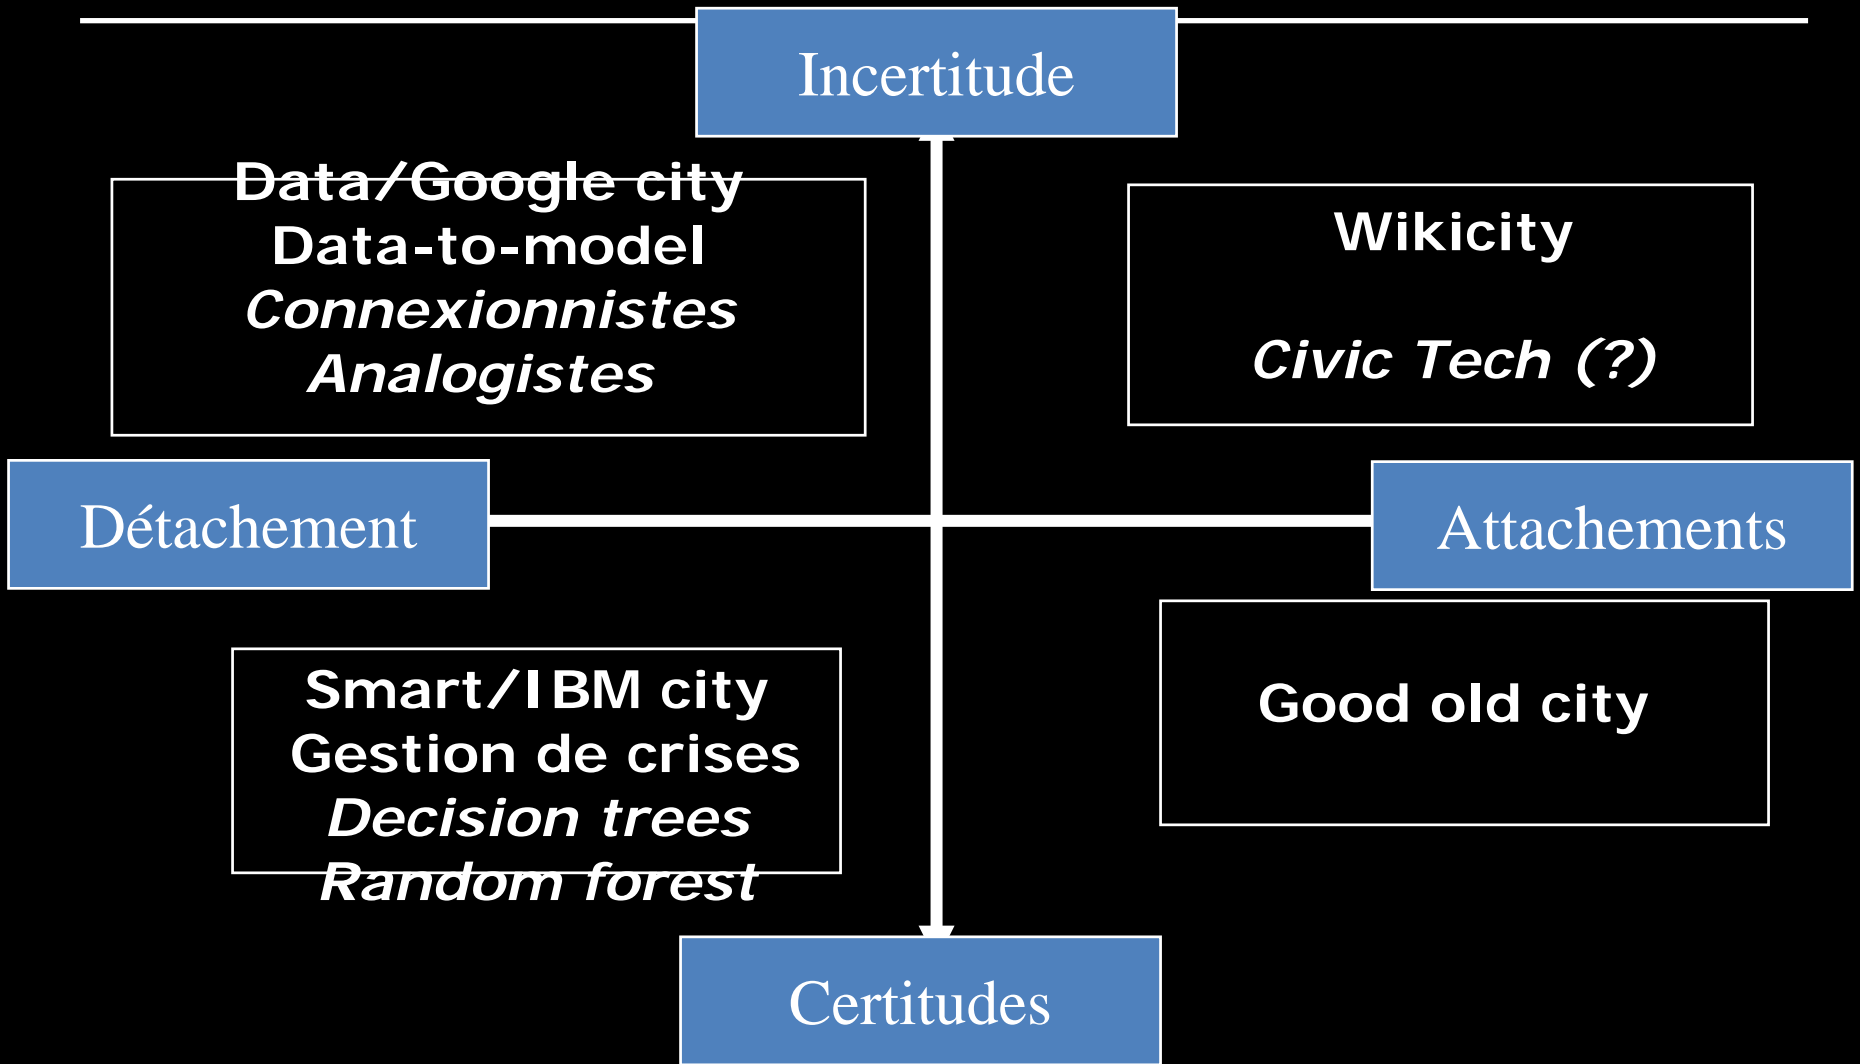 Incertitude
Data/Google city
Data-to-model
Connexionnistes
Analogistes
Wikicity
Civic Tech (?)
Détachement
Attachements
Smart/IBM city
Gestion de crises
Decision trees
Random forest
Good old city
Certitudes